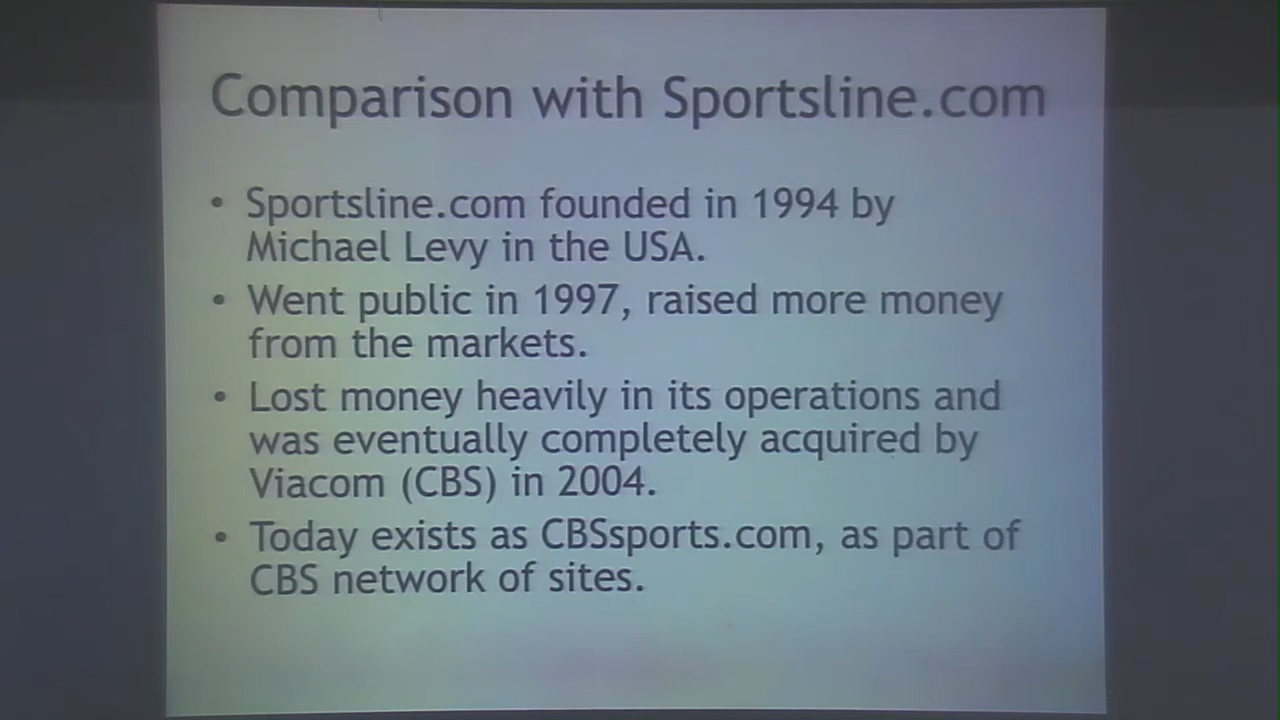 Comparison with Sportsline.com
• Sportsline.com founded in 1994 by
Michael Levy in the USA.
• Went public in 1997, raised more money
from the markets.
• Lost money heavily in its operations and
was eventually completely acquired by
Viacom (CBS) in 2004.
• Today exists as CBSsports.com, as part of
CBS network of sites.